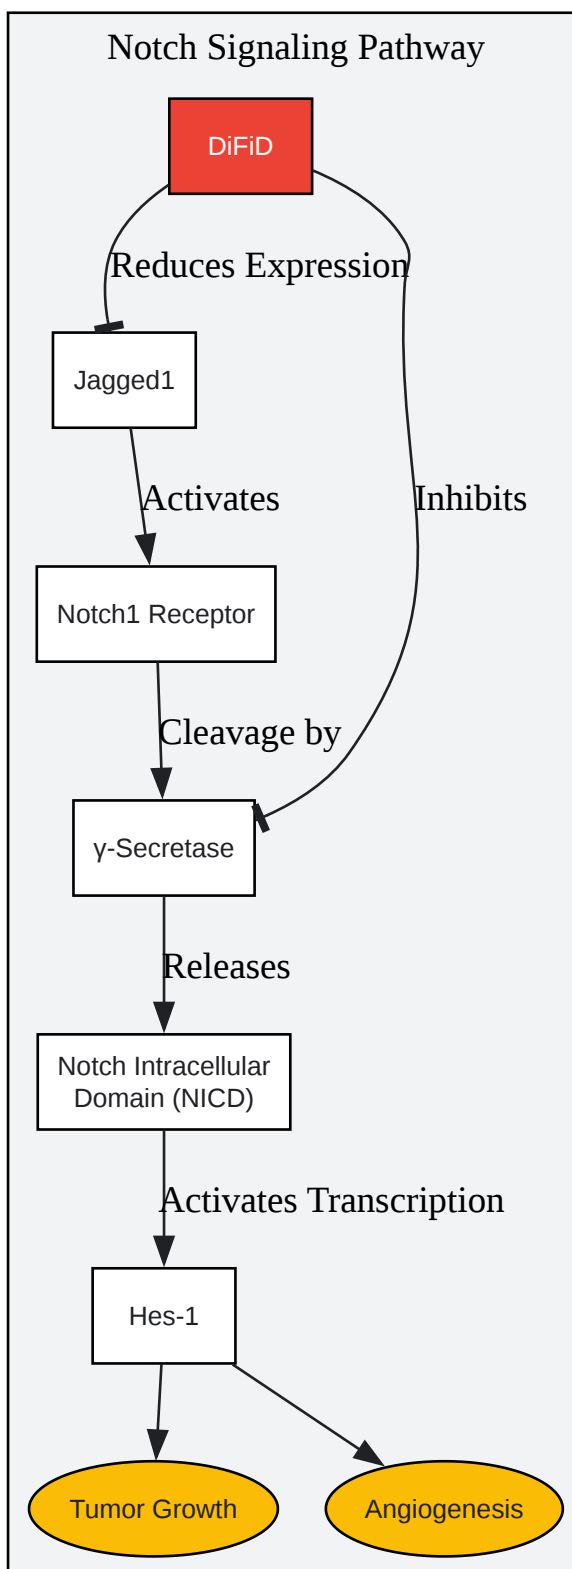 Notch Signaling Pathway
DiFiD
Reduces Expression
Jagged1
Activates
Inhibits
Notch1 Receptor
Cleavage by
γ-Secretase
Releases
Notch Intracellular
Domain (NICD)
Activates Transcription
Hes-1
Tumor Growth
Angiogenesis